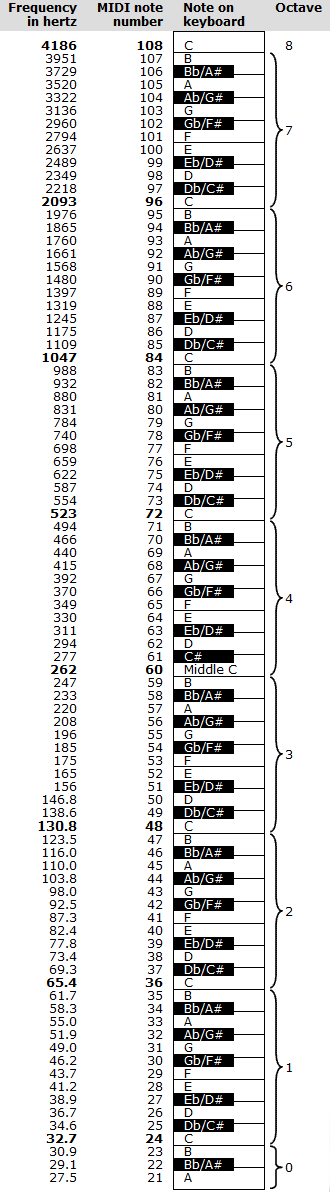 Frequency in hertz MIDI note number Note on keyboard Octave
4186 108 C 8
3951 107 B
3729 106 Bb/A#
3520 105 A
3322 104 Ab/G#
3136 103 G
2960 102 Gb/F#
2794 101 F 7
2637 100 E
2489 99 Eb/D#
2349 98 D
2218 97 Db/C#
2093 96 C
1976 95 B
1865 94 Bb/A#
1760 93 A
1661 92 Ab/G#
1568 91 G
1480 90 Gb/F# 6
1397 89 F
1319 88 E
1245 87 Eb/D#
1175 86 D
1109 85 Db/C#
1047 84 C
988 83 B
932 82 Bb/A#
880 81 A
831 80 Ab/G#
784 79 G
740 78 Gb/F# 5
698 77 F
659 76 E
622 75 Eb/D#
587 74 D
554 73 Db/C#
523 72 C
494 71 B
466 70 Bb/A#
440 69 A
415 68 Ab/G#
392 67 G
370 66 Gb/F# 4
349 65 F
330 64 E
311 63 Eb/D#
294 62 D
277 61 C#
262 60 Middle C
247 59 B
233 58 Bb/A#
220 57 A
208 56 Ab/G#
196 55 G
185 54 Gb/F# 3
175 53 F
165 52 E
156 51 Eb/D#
146.8 50 D
138.6 49 Db/C#
130.8 48 C
123.5 47 B
116.0 46 Bb/A#
110.0 45 A
103.8 44 Ab/G#
98.0 43 G
92.5 42 Gb/F# 2
87.3 41 F
82.4 40 E
77.8 39 Eb/D#
73.4 38 D
69.3 37 Db/C#
65.4 36 C
61.7 35 B
58.3 34 Bb/A#
55.0 33 A
51.9 32 Ab/G#
49.0 31 G
46.2 30 Gb/F# 1
43.7 29 F
41.2 28 E
38.9 27 Eb/D#
36.7 26 D
34.6 25 Db/C#
32.7 24 C
30.9 23 B
29.1 22 Bb/A# 0
27.5 21 A